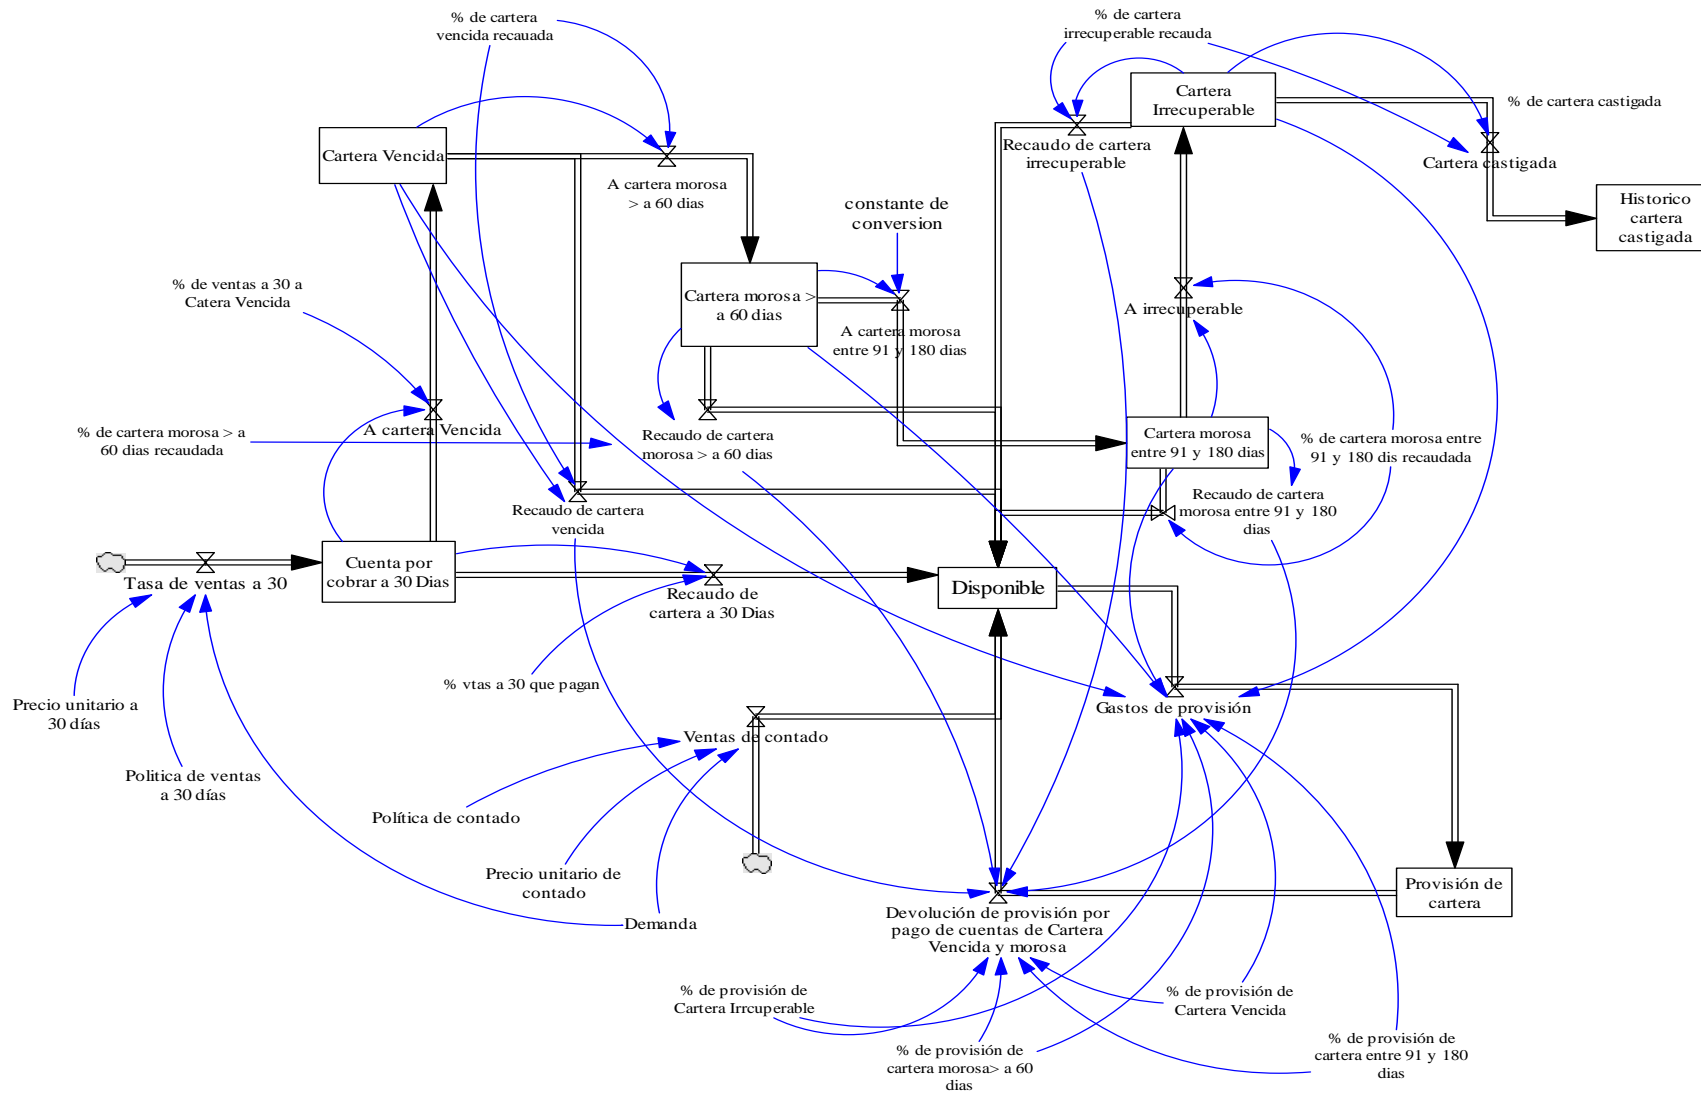 % de cartera
vencida recauada
% de cartera
irrecuperable recauda
Cartera
Irrecuperable
% de cartera castigada
Cartera Vencida
Recaudo de cartera
irrecuperable
Cartera castigada
A cartera morosa
> a 60 dias
constante de
conversion
Historico
cartera
castigada
% de ventas a 30 a
Catera Vencida
Cartera morosa >
a 60 dias
A cartera morosa
entre 91 y 180 dias
A irrecuperable
A cartera Vencida
% de cartera morosa > a
60 dias recaudada
Recaudo de cartera
morosa > a 60 dias
Cartera morosa
entre 91 y 180 dias
% de cartera morosa entre
91 y 180 dis recaudada
Recaudo de cartera
vencida
Recaudo de cartera
morosa entre 91 y 180
dias
Tasa de ventas a 30
Cuenta por
cobrar a 30 Dias
Recaudo de
cartera a 30 Dias
Disponible
% vtas a 30 que pagan
Precio unitario a
30 días
Gastos de provisión
Ventas de contado
Politica de ventas
a 30 días
Política de contado
Precio unitario de
contado
Demanda
Provisión de
cartera
Devolución de provisión por
pago de cuentas de Cartera
Vencida y morosa
% de provisión de
Cartera Irrcuperable
% de provisión de
Cartera Vencida
% de provisión de
cartera morosa> a 60
dias
% de provisión de
cartera entre 91 y 180
dias